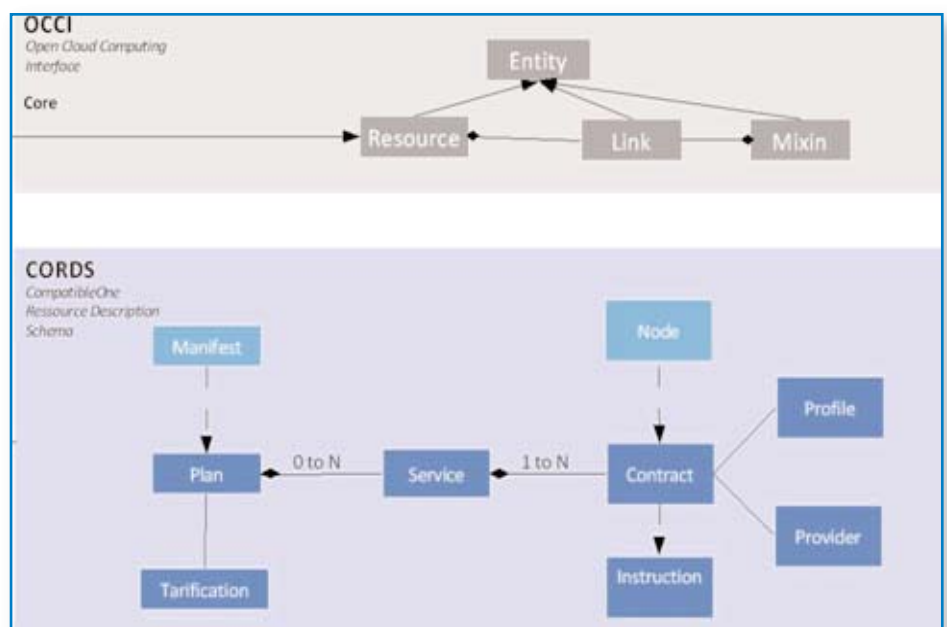 OCCI
Open Cloud Computing
Interface
Entity
Core
Resource
Link
Mixin
CORDS
CompatibleOne
Ressource Description
Schema
Manifest
Node
Profile
Plan
0 to N
Service
1 to N
Contract
Provider
Tarification
Instruction